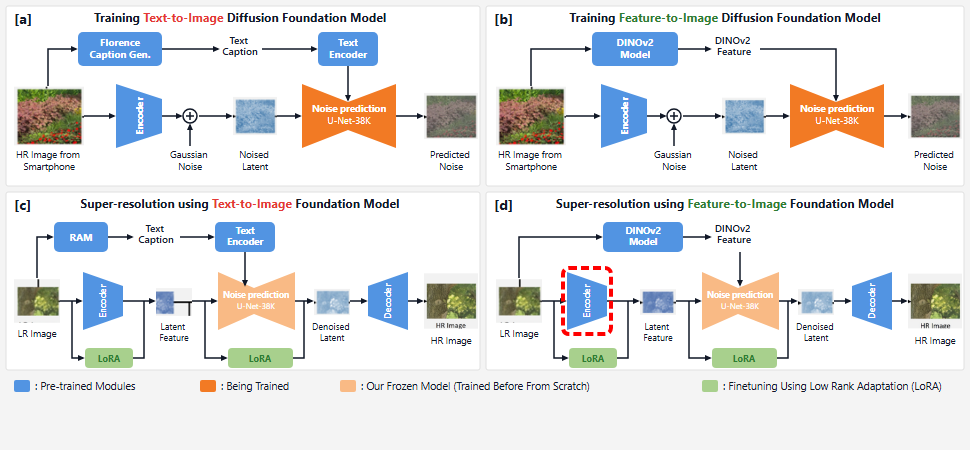 [a] Training Text-to-Image Diffusion Foundation Model
Florence
Caption Gen.
Text
Caption
Text
Encoder
Encoder
Noise prediction
U-Net-38K
HR Image from
Smartphone
Gaussian
Noise
Noised
Latent
Predicted
Noise
[b] Training Feature-to-Image Diffusion Foundation Model
DINOv2
Model
DINOv2
Feature
Encoder
Noise prediction
U-Net-38K
HR Image from
Smartphone
Gaussian
Noise
Noised
Latent
Predicted
Noise
[c] Super-resolution using Text-to-Image Foundation Model
RAM
Text
Caption
Text
Encoder
Encoder
Noise prediction
U-Net-38K
Decoder
LR Image
Latent
Feature
Denoised
Latent
HR Image
HR Image
LoRA
LoRA
[d] Super-resolution using Feature-to-Image Foundation Model
DINOv2
Model
DINOv2
Feature
Encoder
Noise prediction
U-Net-38K
Decoder
LR Image
Latent
Feature
Denoised
Latent
HR Image
HR Image
LoRA
LoRA
: Pre-trained Modules
: Being Trained
: Our Frozen Model (Trained Before From Scratch)
: Finetuning Using Low Rank Adaptation (LoRA)